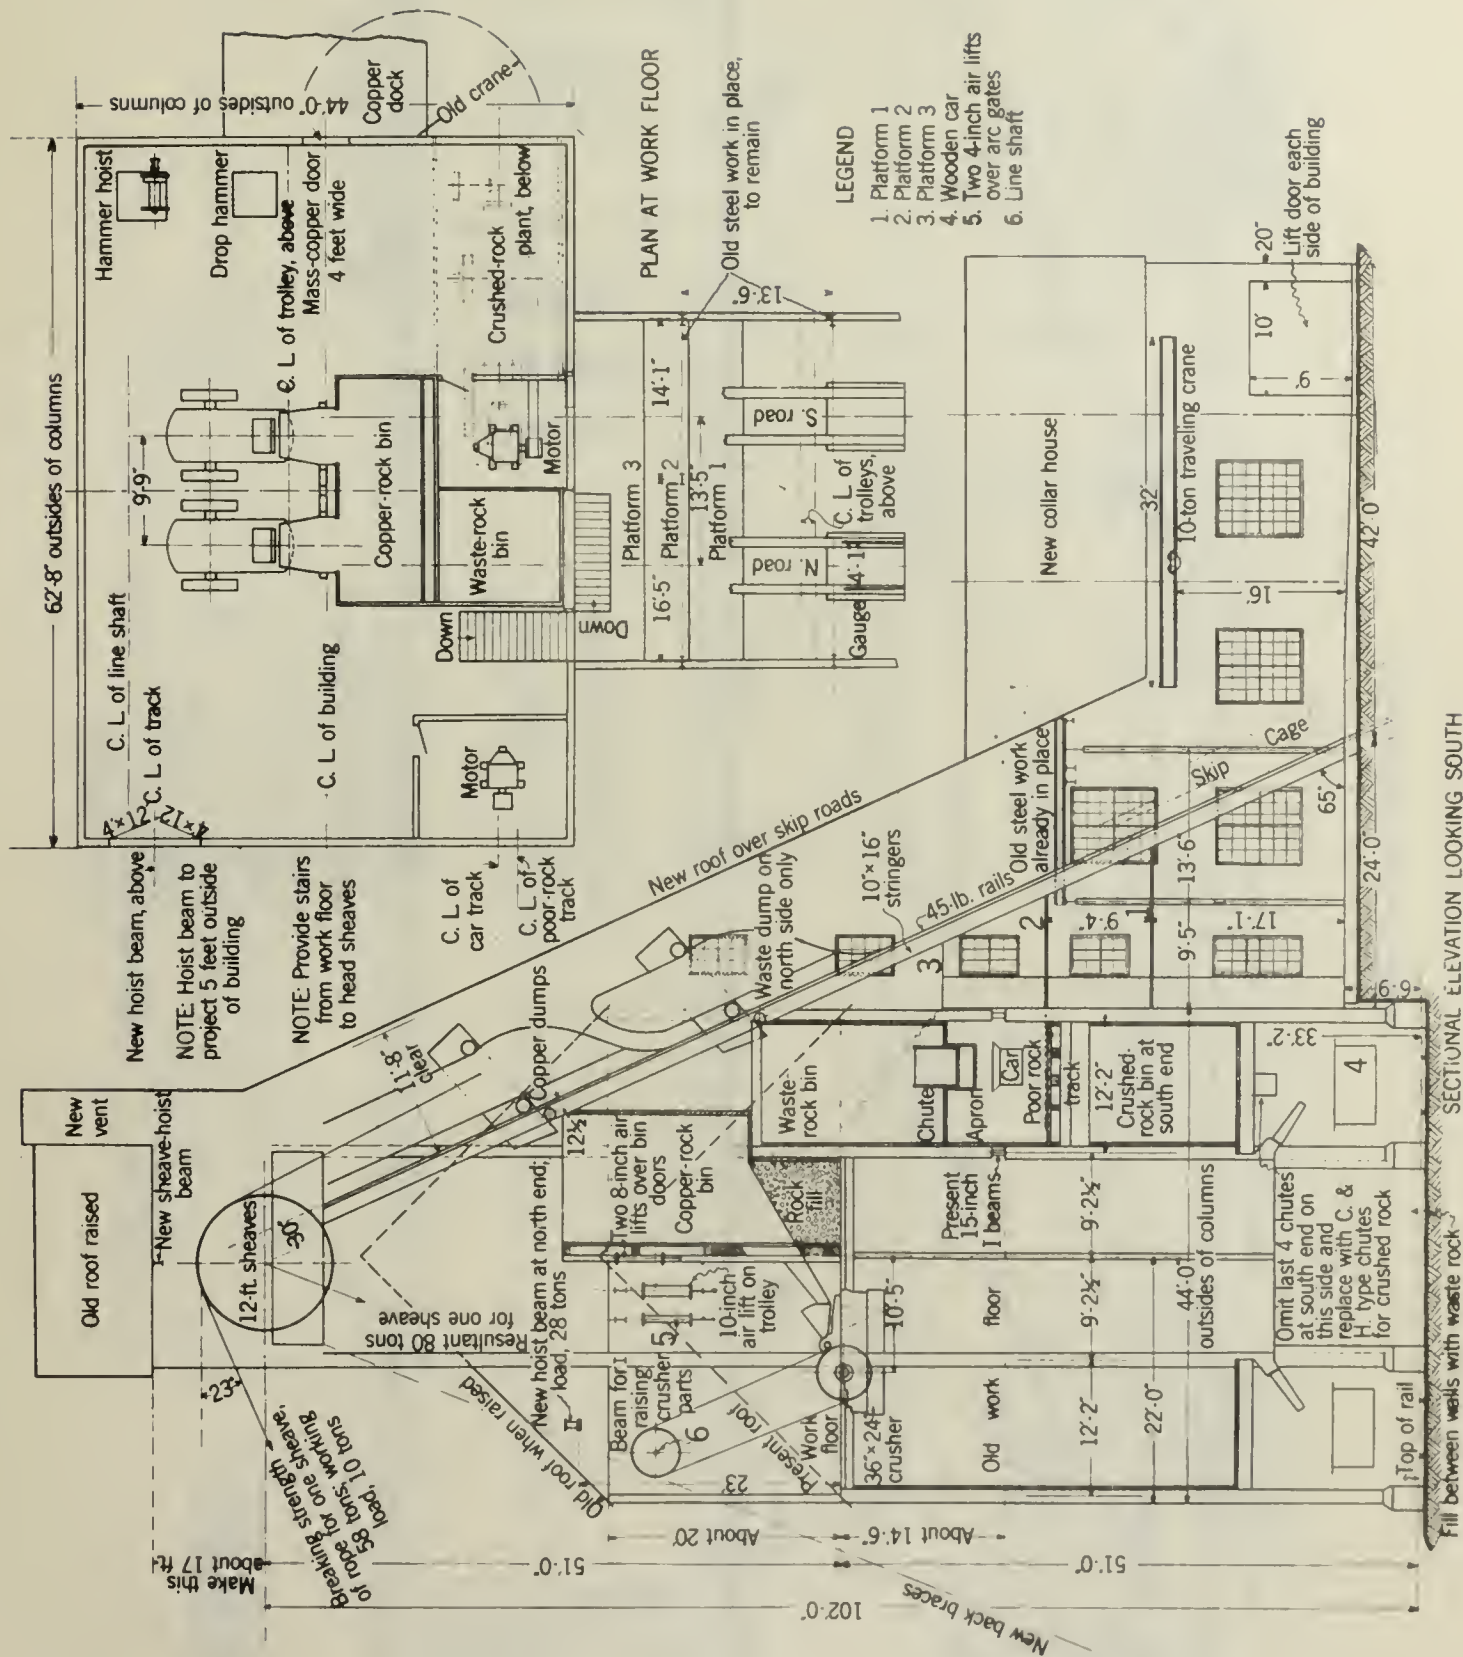 62'-8" outsides of columns
44'-0" outsides of columns
Hammer hoist
Drop hammer
C. L. of trolley, above
Mass-copper door
4 feet wide
Copper
dock
Old crane
9'-9"
C. L. of line shaft
C. L. of track
4'×12'
4'×12'
C. L. of building
Copper-rock bin
Waste-rock
bin
Crushed-rock
plant, below
Motor
Motor
Down
Down
New hoist beam, above
NOTE: Hoist beam to
project 5 feet outside
of building
NOTE: Provide stairs
from work floor
to head sheaves
C. L. of
car track
C. L. of
poor-rock
track
PLAN AT WORK FLOOR
Old steel work in place,
to remain
13'-6"
14'-1"
16'-5"
13'-5"
Platform 3
Platform 2
Platform 1
S. road
N. road
C. L. of
trolleys,
above
LEGEND
1. Platform 1
2. Platform 2
3. Platform 3
4. Wooden car
5. Two 4-inch air lifts
over arc gates
6. Line shaft
Old roof raised
New
vent
New sheave-hoist
beam
12-ft. sheaves
30°
23°
11'-8"
clear
Resultant 80 tons
for one sheave
Make this
about 17 ft.
Breaking strength
of rope for one sheave,
58 tons; working
load, 10 tons
Old roof when raised
New hoist beam at north end;
load, 28 tons
Copper dumps
12½
Two 8-inch air
lifts over bin
doors
Copper-rock
bin
Rock
fill
Beam for
raising
crusher
parts
5
6
10-inch
air lift on
trolley
Present roof
Work
floor
23'
36"×24"
crusher
10'-5"
New roof over skip roads
Waste dump on
north side only
10"×16"
stringers
45-lb. rails
Waste-
rock bin
Chute
Apron
Car
Poor rock
track
12'-2"
Crushed-
rock bin at
south end
3
2
1
Old steel work
already in place
Skip
Cage
65°
New collar house
32'
10-ton traveling crane
16'
10'
9'
20"
Lift door each
side of building
9'-4"
17'-1"
9'-5"
13'-6"
24'-0"
42'-0"
6'-9"
33'-2"
4
Present
15-inch
I beams
Old work floor
12'-2"
9'-2½"
9'-2½"
22'-0"
44'-0"
outsides of columns
Omit last 4 chutes
at south end on
this side and
replace with C. &
H. type chutes
for crushed rock
Top of rail
About 20'
About 14'-6"
51'-0"
51'-0"
102'-0"
New back braces
Fill between walls with waste rock
SECTIONAL ELEVATION LOOKING SOUTH